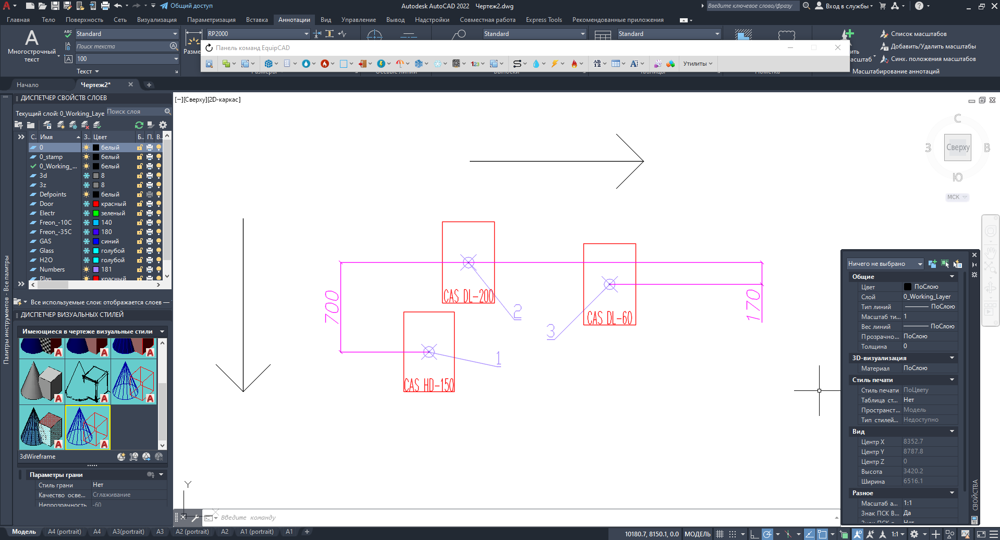 Общий доступ
Autodesk AutoCAD 2022 Чертеж2.dwg
Введите ключевое слово/фразу
Вход в службы
Главная Тело Поверхность Сеть Визуализация Параметризация Вставка Аннотации Вид Управление Вывод Надстройки Совместная работа Express Tools Рекомендованные приложения
Многострочный
текст
Standard
Поиск текста
100
Текст
RP2000
Standard
Standard
Список масштабов
Добавить/Удалить масштабы
Синх. положения масштабов
Масштабирование аннотаций
Панель команд EquipCAD
Утилиты
Начало
Чертеж2*
ДИСПЕТЧЕР СВОЙСТВ СЛОЕВ
Текущий слой: 0_Working_Laye
Поиск слоя
С. Имя З.. Цвет Б.. П. В..
0 белый
0_stamp белый
0_Working_... белый
3d 8
3z 8
Defpoints белый
Door красный
Electr зеленый
Freon_-10C 140
Freon_-35C 180
GAS синий
Glass голубой
H2O голубой
Numbers 181
Plan красный
Все используемые слои: отображается слоев —
ДИСПЕТЧЕР ВИЗУАЛЬНЫХ СТИЛЕЙ
Имеющиеся в чертеже визуальные стили
3dWireframe
Параметры грани
Стиль грани Нет
Качество осве... Сглаживание
Непрозрачность -60
Палитры инструментов - Все палитры
[−][Сверху][2D-каркас]
С
З
Сверху
В
Ю
МСК
CAS DL-200
CAS DL-60
CAS HD-150
700
170
2
3
1
Y
Введите команду
Ничего не выбрано
Общие
Цвет ПоСлою
Слой 0_Working_Layer
Тип линий ПоСлою
Масштаб ти... 1
Вес линий ПоСлою
Прозрачно... ПоСлою
Толщина 0
3D-визуализация
Материал ПоСлою
Стиль печати
Стиль печати ПоЦвету
Таблица ст... Нет
Пространст... Модель
Тип стилей... Недоступно
Вид
Центр X 8352.7
Центр Y 8787.8
Центр Z 0
Высота 3420.2
Ширина 6516.1
Разное
Масштаб а... 1:1
Знак ПСК В... Да
СВОЙСТВА
Модель A4 (portrait) A4 A3(portrait) A3 A2 (portrait) A2 A1 (portrait) A1
10180.7, 8150.1, 0.0 МОДЕЛЬ
1:1